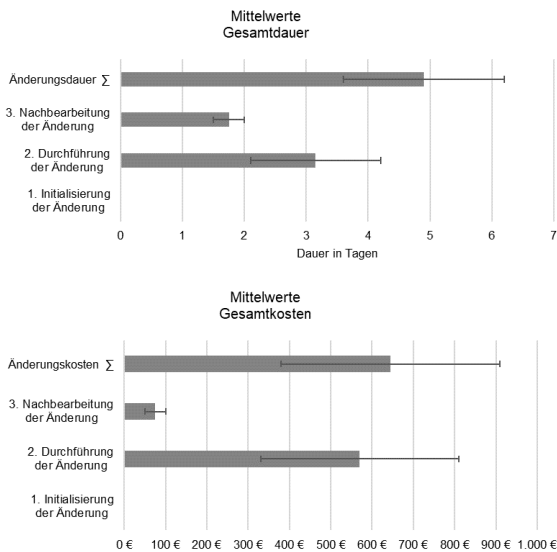 Mittelwerte
Gesamtdauer
Änderungsdauer ∑
3. Nachbearbeitung
der Änderung
2. Durchführung
der Änderung
1. Initialisierung
der Änderung
0 1 2 3 4 5 6 7
Dauer in Tagen
Mittelwerte
Gesamtkosten
Änderungskosten ∑
3. Nachbearbeitung
der Änderung
2. Durchführung
der Änderung
1. Initialisierung
der Änderung
0 € 100 € 200 € 300 € 400 € 500 € 600 € 700 € 800 € 900 € 1.000 €